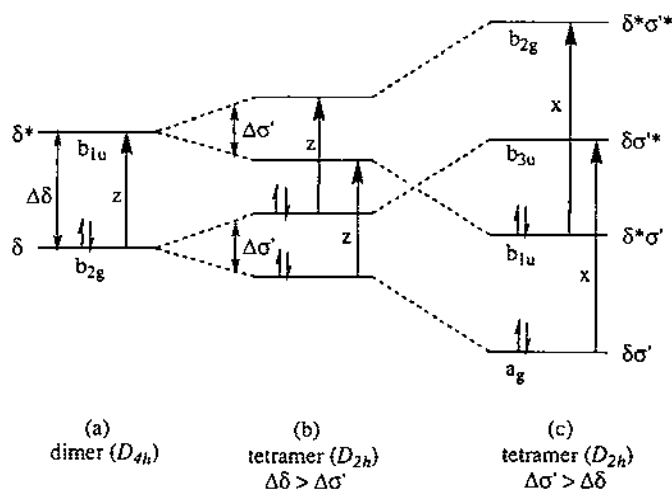 b2g
δ*σ'*
δ*
b1u
Δσ'
z
x
b3u
δσ'*
Δδ
z
δ
b2g
Δσ'
z
b1u
δ*σ'
x
ag
δσ'
(a)
dimer (D4h)
(b)
tetramer (D2h)
Δδ > Δσ'
(c)
tetramer (D2h)
Δσ' > Δδ